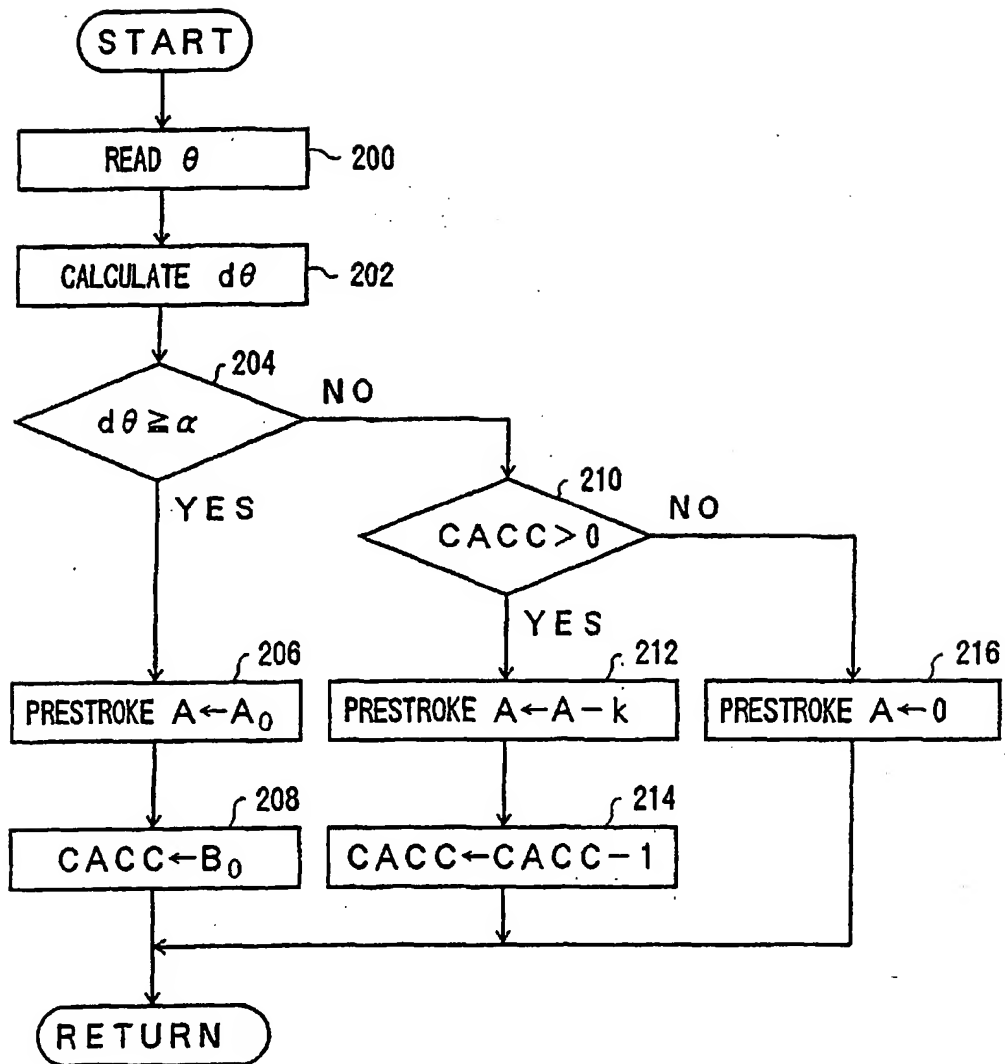 START
READ θ
200
CALCULATE dθ
202
204
dθ≧α
NO
YES
210
CACC>0
NO
YES
206
PRESTROKE A←A₀
212
PRESTROKE A←A-k
216
PRESTROKE A←0
208
CACC←B₀
214
CACC←CACC-1
RETURN